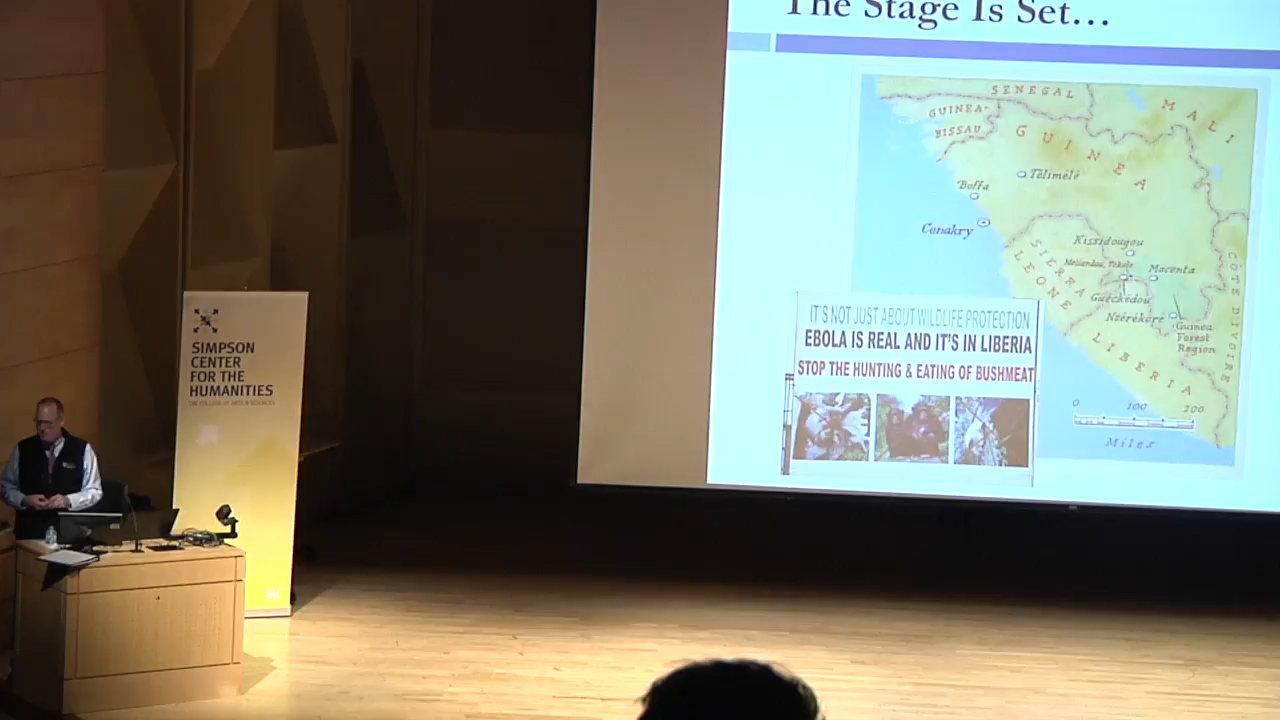 The Stage Is Set...
SENEGAL
MALI
GUINEA-
BISSAU
GUINEA
Télimélé
Boffa
Conakry
Kissidougou
Macenta
Guéckédou
Nzérékoré
Guinea
Forest
Region
SIERRA
LEONE
LIBERIA
CÔTE D'IVOIRE
0 100 200
Miles
IT'S NOT JUST ABOUT WILDLIFE PROTECTION
EBOLA IS REAL AND IT'S IN LIBERIA
STOP THE HUNTING & EATING OF BUSHMEAT
SIMPSON
CENTER
FOR THE
HUMANITIES
W